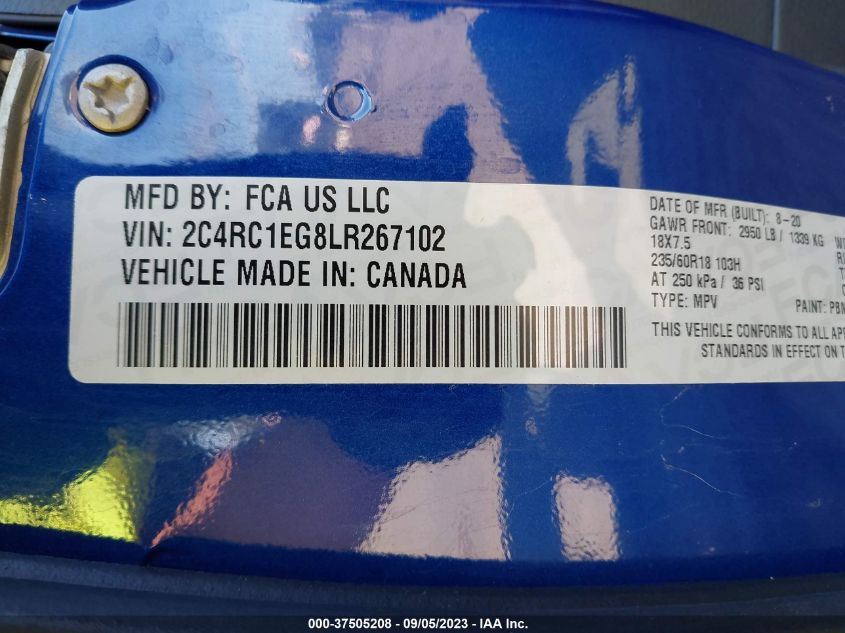 MFD BY: FCA US LLC
VIN: 2C4RC1EG8LR267102
VEHICLE MADE IN: CANADA
DATE OF MFR (BUILT): 8-20
GAWR FRONT: 2950 LB / 1339 KG
18X7.5
235/60R18 103H
AT 250 kPa / 36 PSI
TYPE: MPV PAINT: PBM
THIS VEHICLE CONFORMS TO ALL
STANDARDS IN EFFECT ON
000-37505208 - 09/05/2023 - IAA Inc.